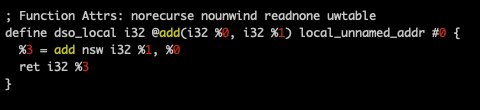 ; Function Attrs: norecurse nounwind readnone uwtable
define dso_local i32 @add(i32 %0, i32 %1) local_unnamed_addr #0 {
%3 = add nsw i32 %1, %0
ret i32 %3
}